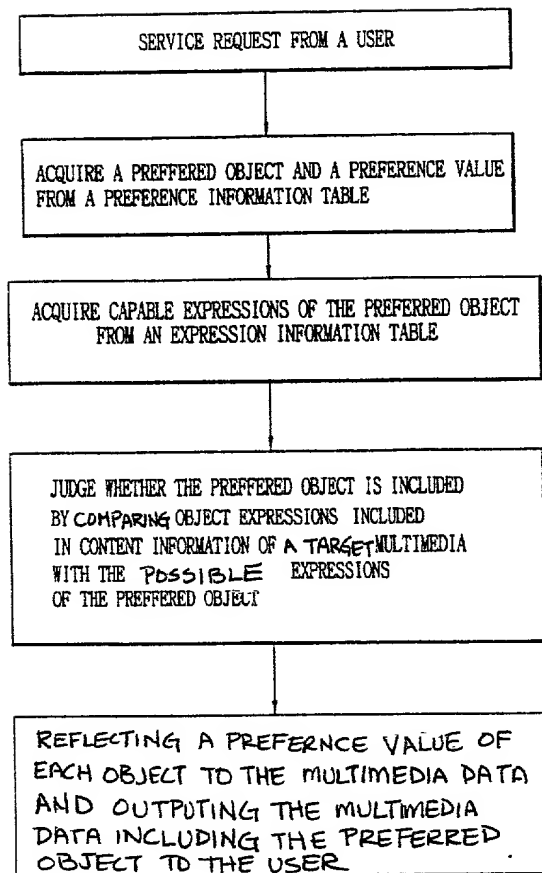 SERVICE REQUEST FROM A USER
ACQUIRE A PREFFERED OBJECT AND A PREFERENCE VALUE
FROM A PREFERENCE INFORMATION TABLE
ACQUIRE CAPABLE EXPRESSIONS OF THE PREFERRED OBJECT
FROM AN EXPRESSION INFORMATION TABLE
JUDGE WHETHER THE PREFFERED OBJECT IS INCLUDED
BY COMPARING OBJECT EXPRESSIONS INCLUDED
IN CONTENT INFORMATION OF A TARGET MULTIMEDIA
WITH THE POSSIBLE EXPRESSIONS
OF THE PREFFERED OBJECT
REFLECTING A PREFERNCE VALUE OF
EACH OBJECT TO THE MULTIMEDIA DATA
AND OUTPUTING THE MULTIMEDIA
DATA INCLUDING THE PREFERRED
OBJECT TO THE USER.